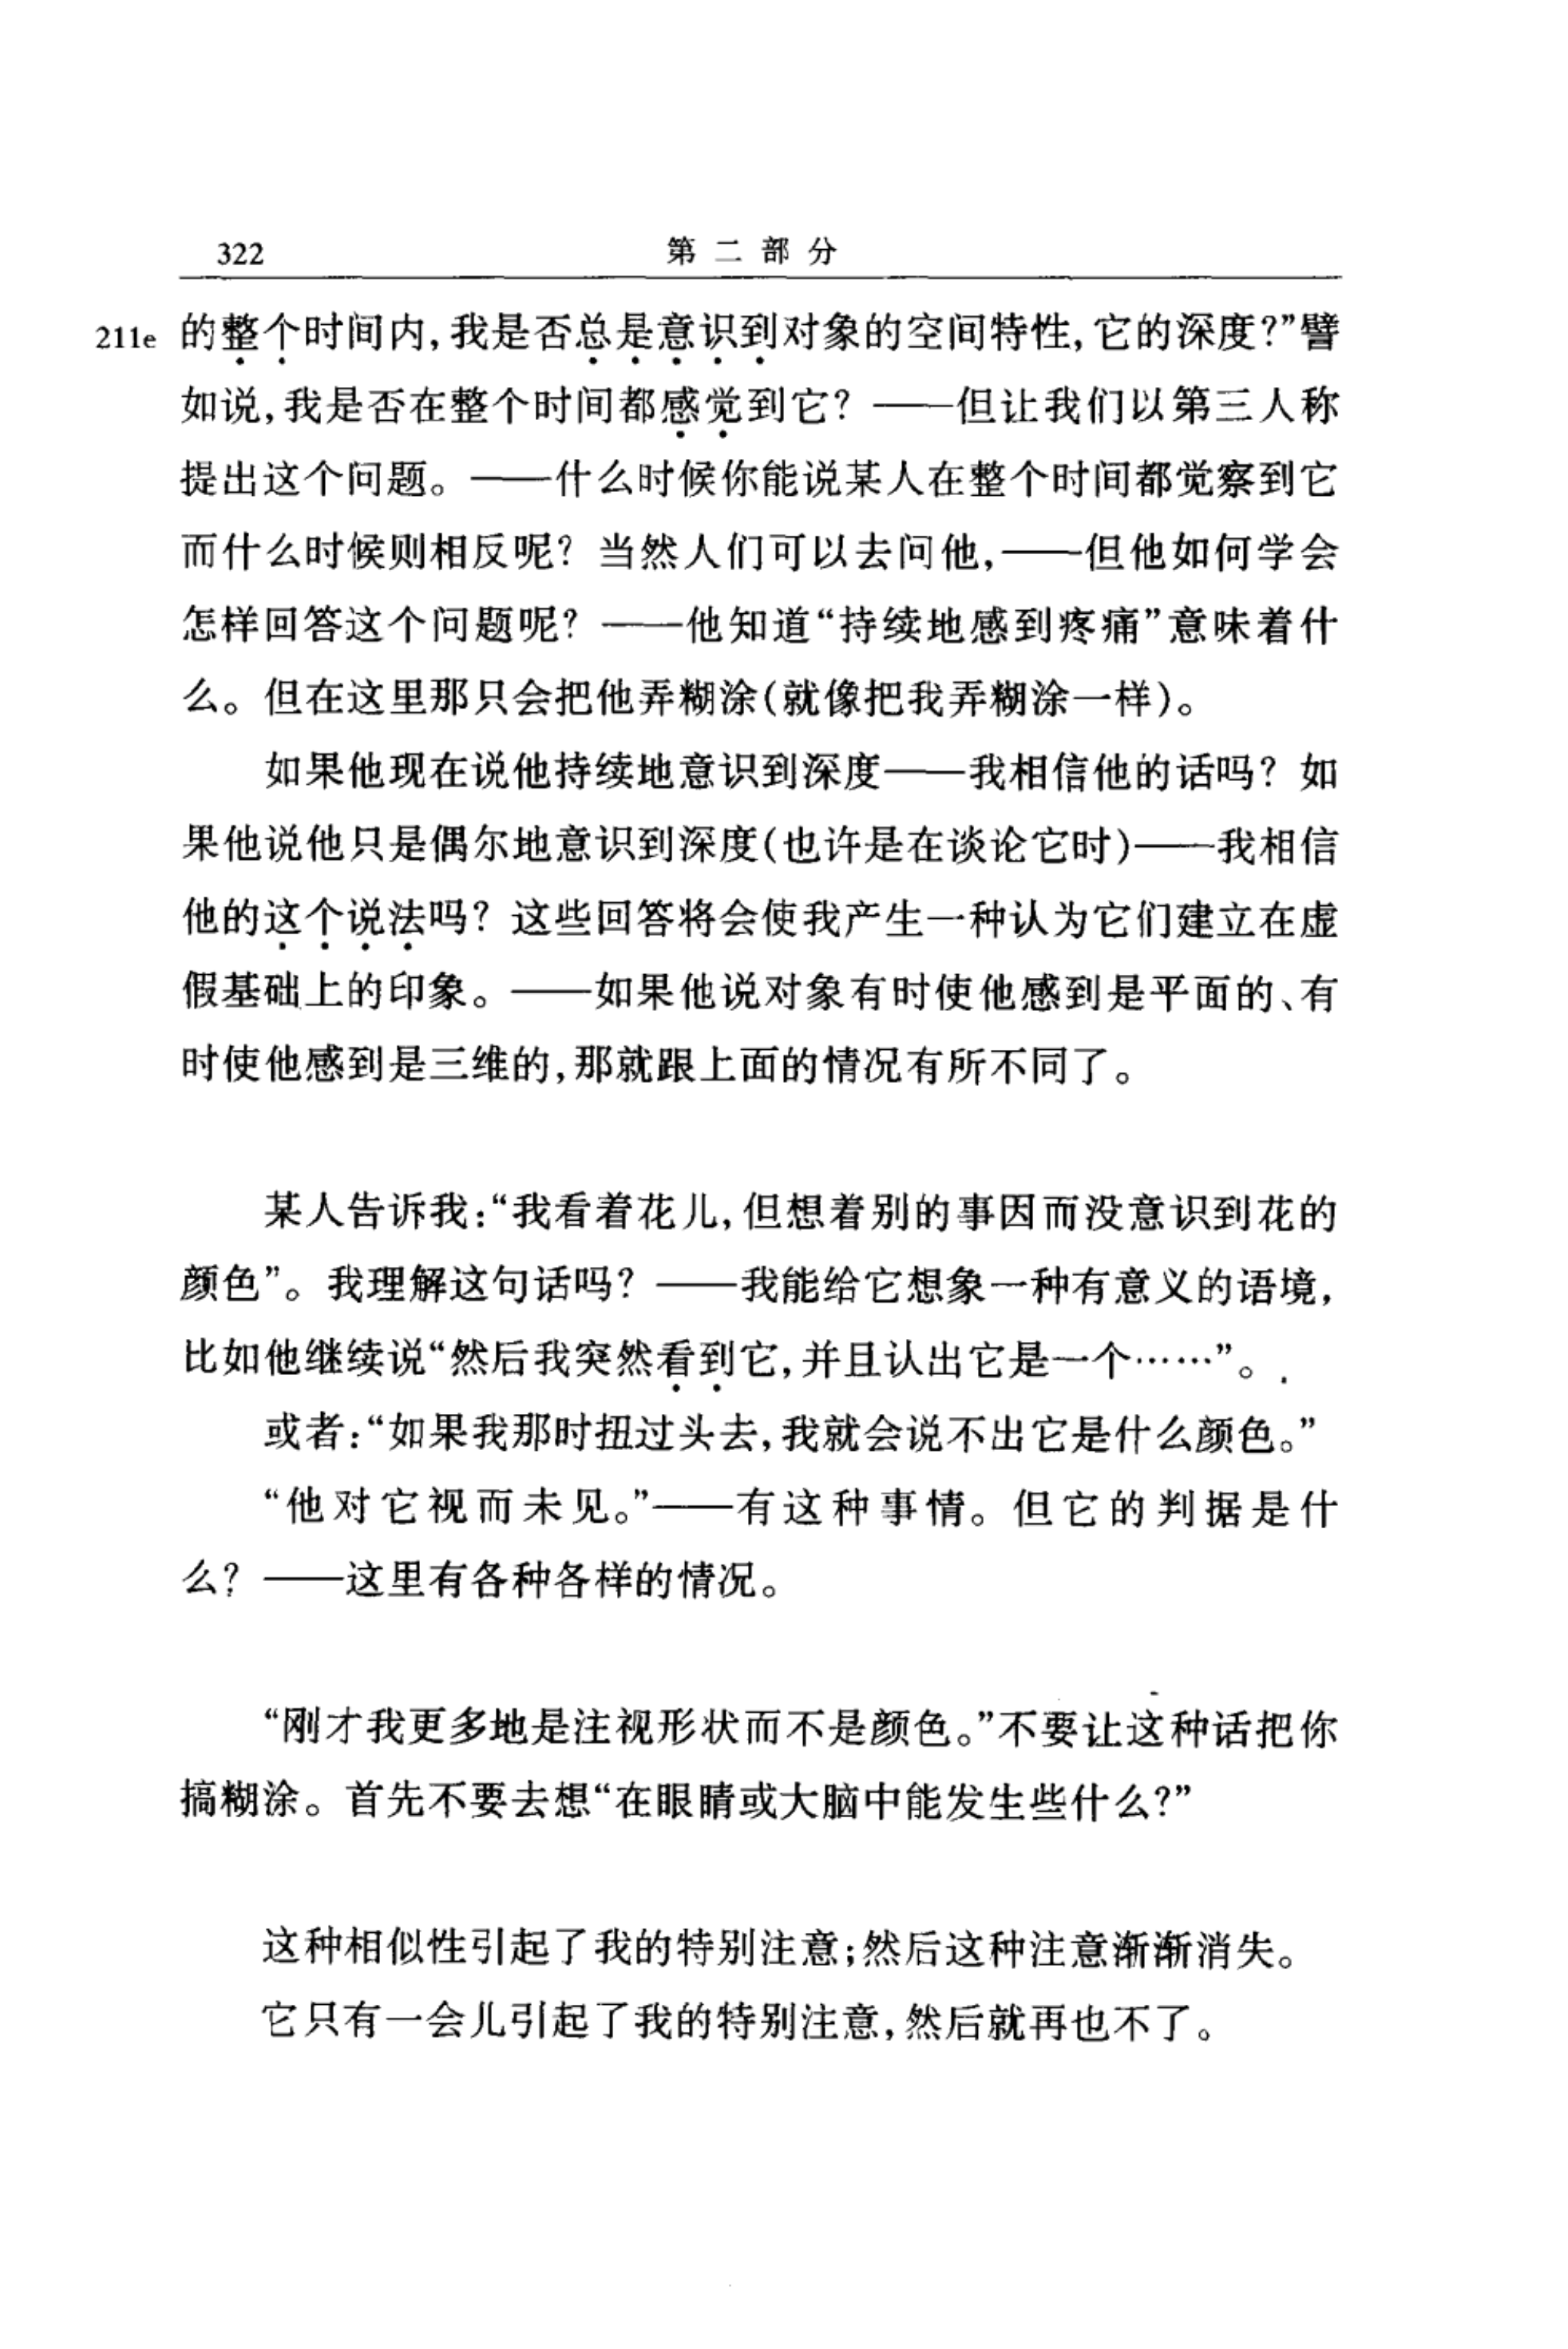 322 第二部分
211e 的整个时间内,我是否总是意识到对象的空间特性,它的深度?”譬
如说,我是否在整个时间都感觉到它?——但让我们以第三人称
提出这个问题。——什么时候你能说某人在整个时间都觉察到它
而什么时候则相反呢?当然人们可以去问他,——但他如何学会
怎样回答这个问题呢?——他知道“持续地感到疼痛”意味着什
么。但在这里那只会把他弄糊涂(就像把我弄糊涂一样)。
如果他现在说他持续地意识到深度——我相信他的话吗?如
果他说他只是偶尔地意识到深度(也许是在谈论它时)——我相信
他的这个说法吗?这些回答将会使我产生一种认为它们建立在虚
假基础上的印象。——如果他说对象有时使他感到是平面的、有
时使他感到是三维的,那就跟上面的情况有所不同了。
某人告诉我:“我看着花儿,但想着别的事因而没意识到花的
颜色”。我理解这句话吗?——我能给它想象一种有意义的语境,
比如他继续说“然后我突然看到它,并且认出它是一个……”。
或者:“如果我那时扭过头去,我就会说不出它是什么颜色。”
“他对它视而未见。”——有这种事情。但它的判据是什
么?——这里有各种各样的情况。
“刚才我更多地是注视形状而不是颜色。”不要让这种话把你
搞糊涂。首先不要去想“在眼睛或大脑中能发生些什么?”
这种相似性引起了我的特别注意;然后这种注意渐渐消失。
它只有一会儿引起了我的特别注意,然后就再也不了。